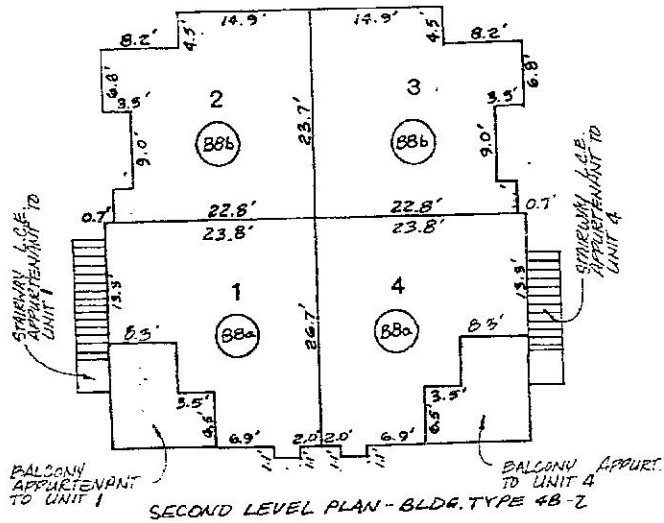 14.9'
14.9'
8.2'
4.5'
4.5'
8.2'
6.8'
6.8'
3.5'
3.5'
2
3
88b
88b
23.7'
9.0'
9.0'
0.7'
0.7'
22.8'
22.8'
23.8'
23.8'
STAIRWAY L.C.E.
APPURTENANT TO
UNIT 1
STAIRWAY L.C.E.
APPURTENANT TO
UNIT 4
13.3'
13.3'
1
4
88a
88a
26.7'
8.3'
8.3'
3.5'
3.5'
6.5'
6.5'
6.9'
2.0'
2.0'
6.9'
1.1'
1.1'
1.1'
1.1'
BALCONY
APPURTENANT
TO UNIT 1
BALCONY APPURT.
TO UNIT 4
SECOND LEVEL PLAN - BLDG. TYPE 4B-2